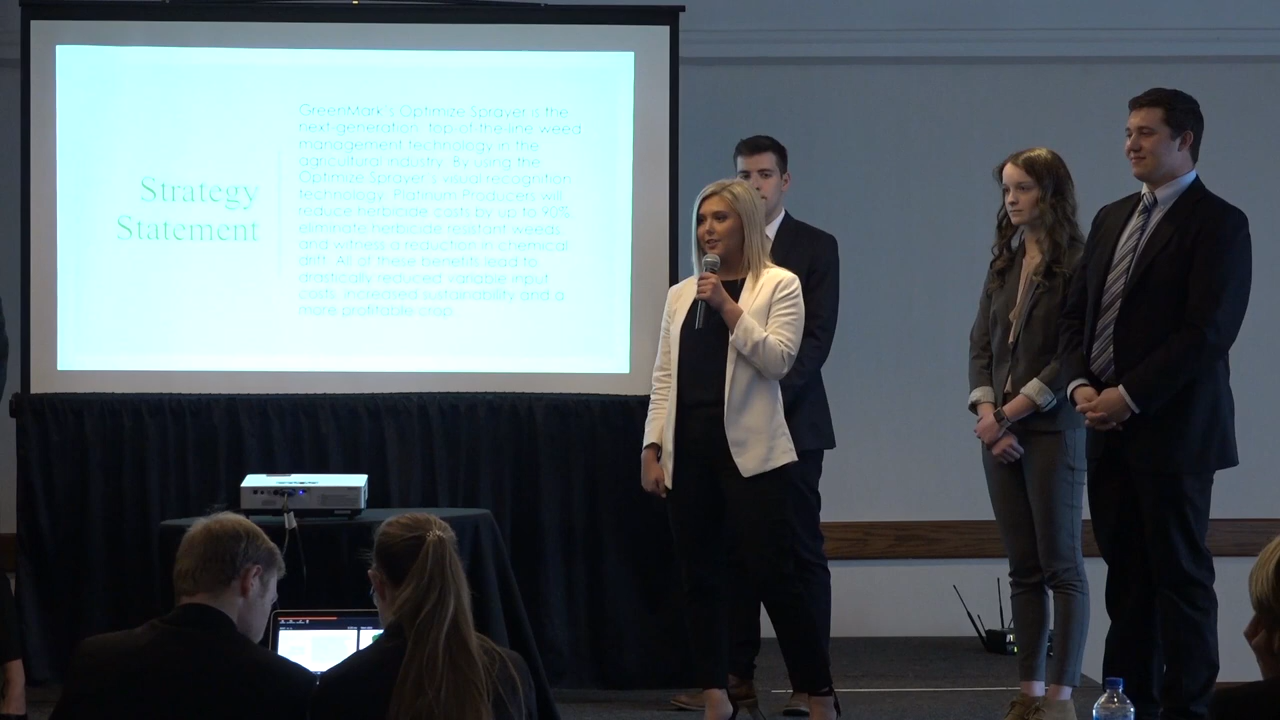 Strategy
Statement
GreenMark's Optimize Sprayer is the
next-generation, top-of-the-line weed
management technology in the
agricultural industry. By using the
Optimize Sprayer's visual recognition
technology, Platinum Producers will
reduce herbicide costs by up to 90%,
eliminate herbicide resistant weeds,
and witness a reduction in chemical
drift. All of these benefits lead to
drastically reduced variable input
costs, increased sustainability and a
more profitable crop.